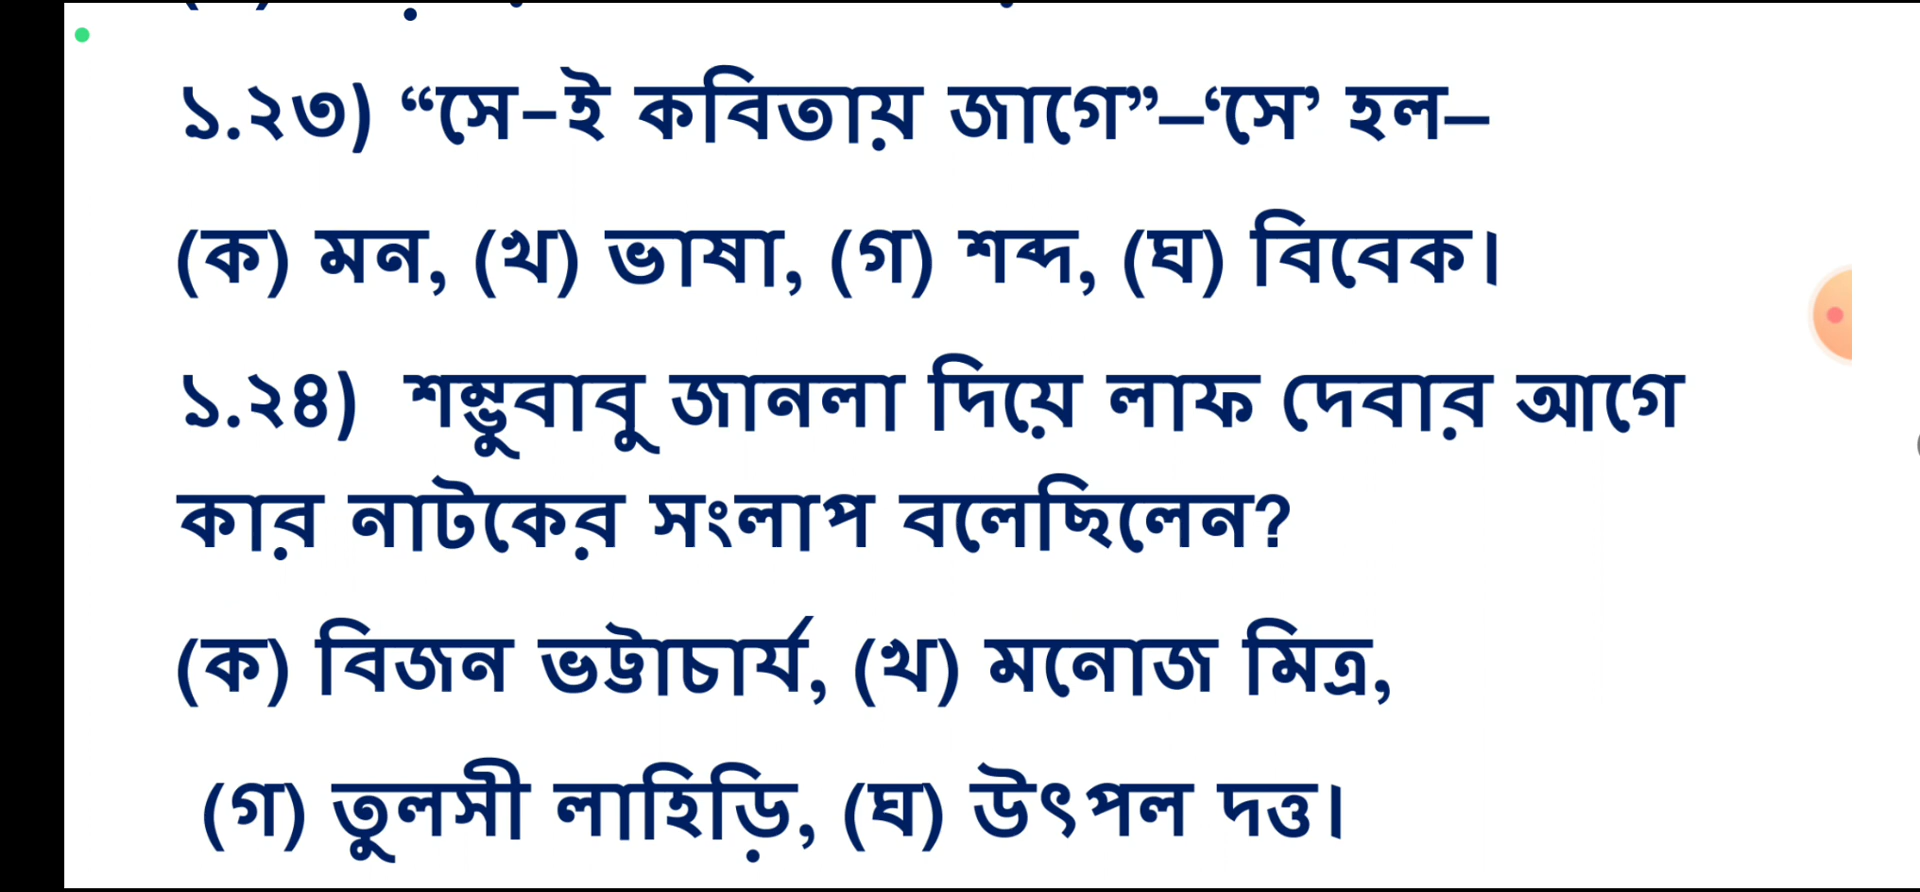 ১.২৩) “সে-ই কবিতায় জাগে”—‘সে’ হল—
(ক) মন, (খ) ভাষা, (গ) শব্দ, (ঘ) বিবেক।
১.২৪) শম্ভুবাবু জানলা দিয়ে লাফ দেবার আগে
কার নাটকের সংলাপ বলেছিলেন?
(ক) বিজন ভট্টাচার্য, (খ) মনোজ মিত্র,
(গ) তুলসী লাহিড়ি, (ঘ) উৎপল দত্ত।